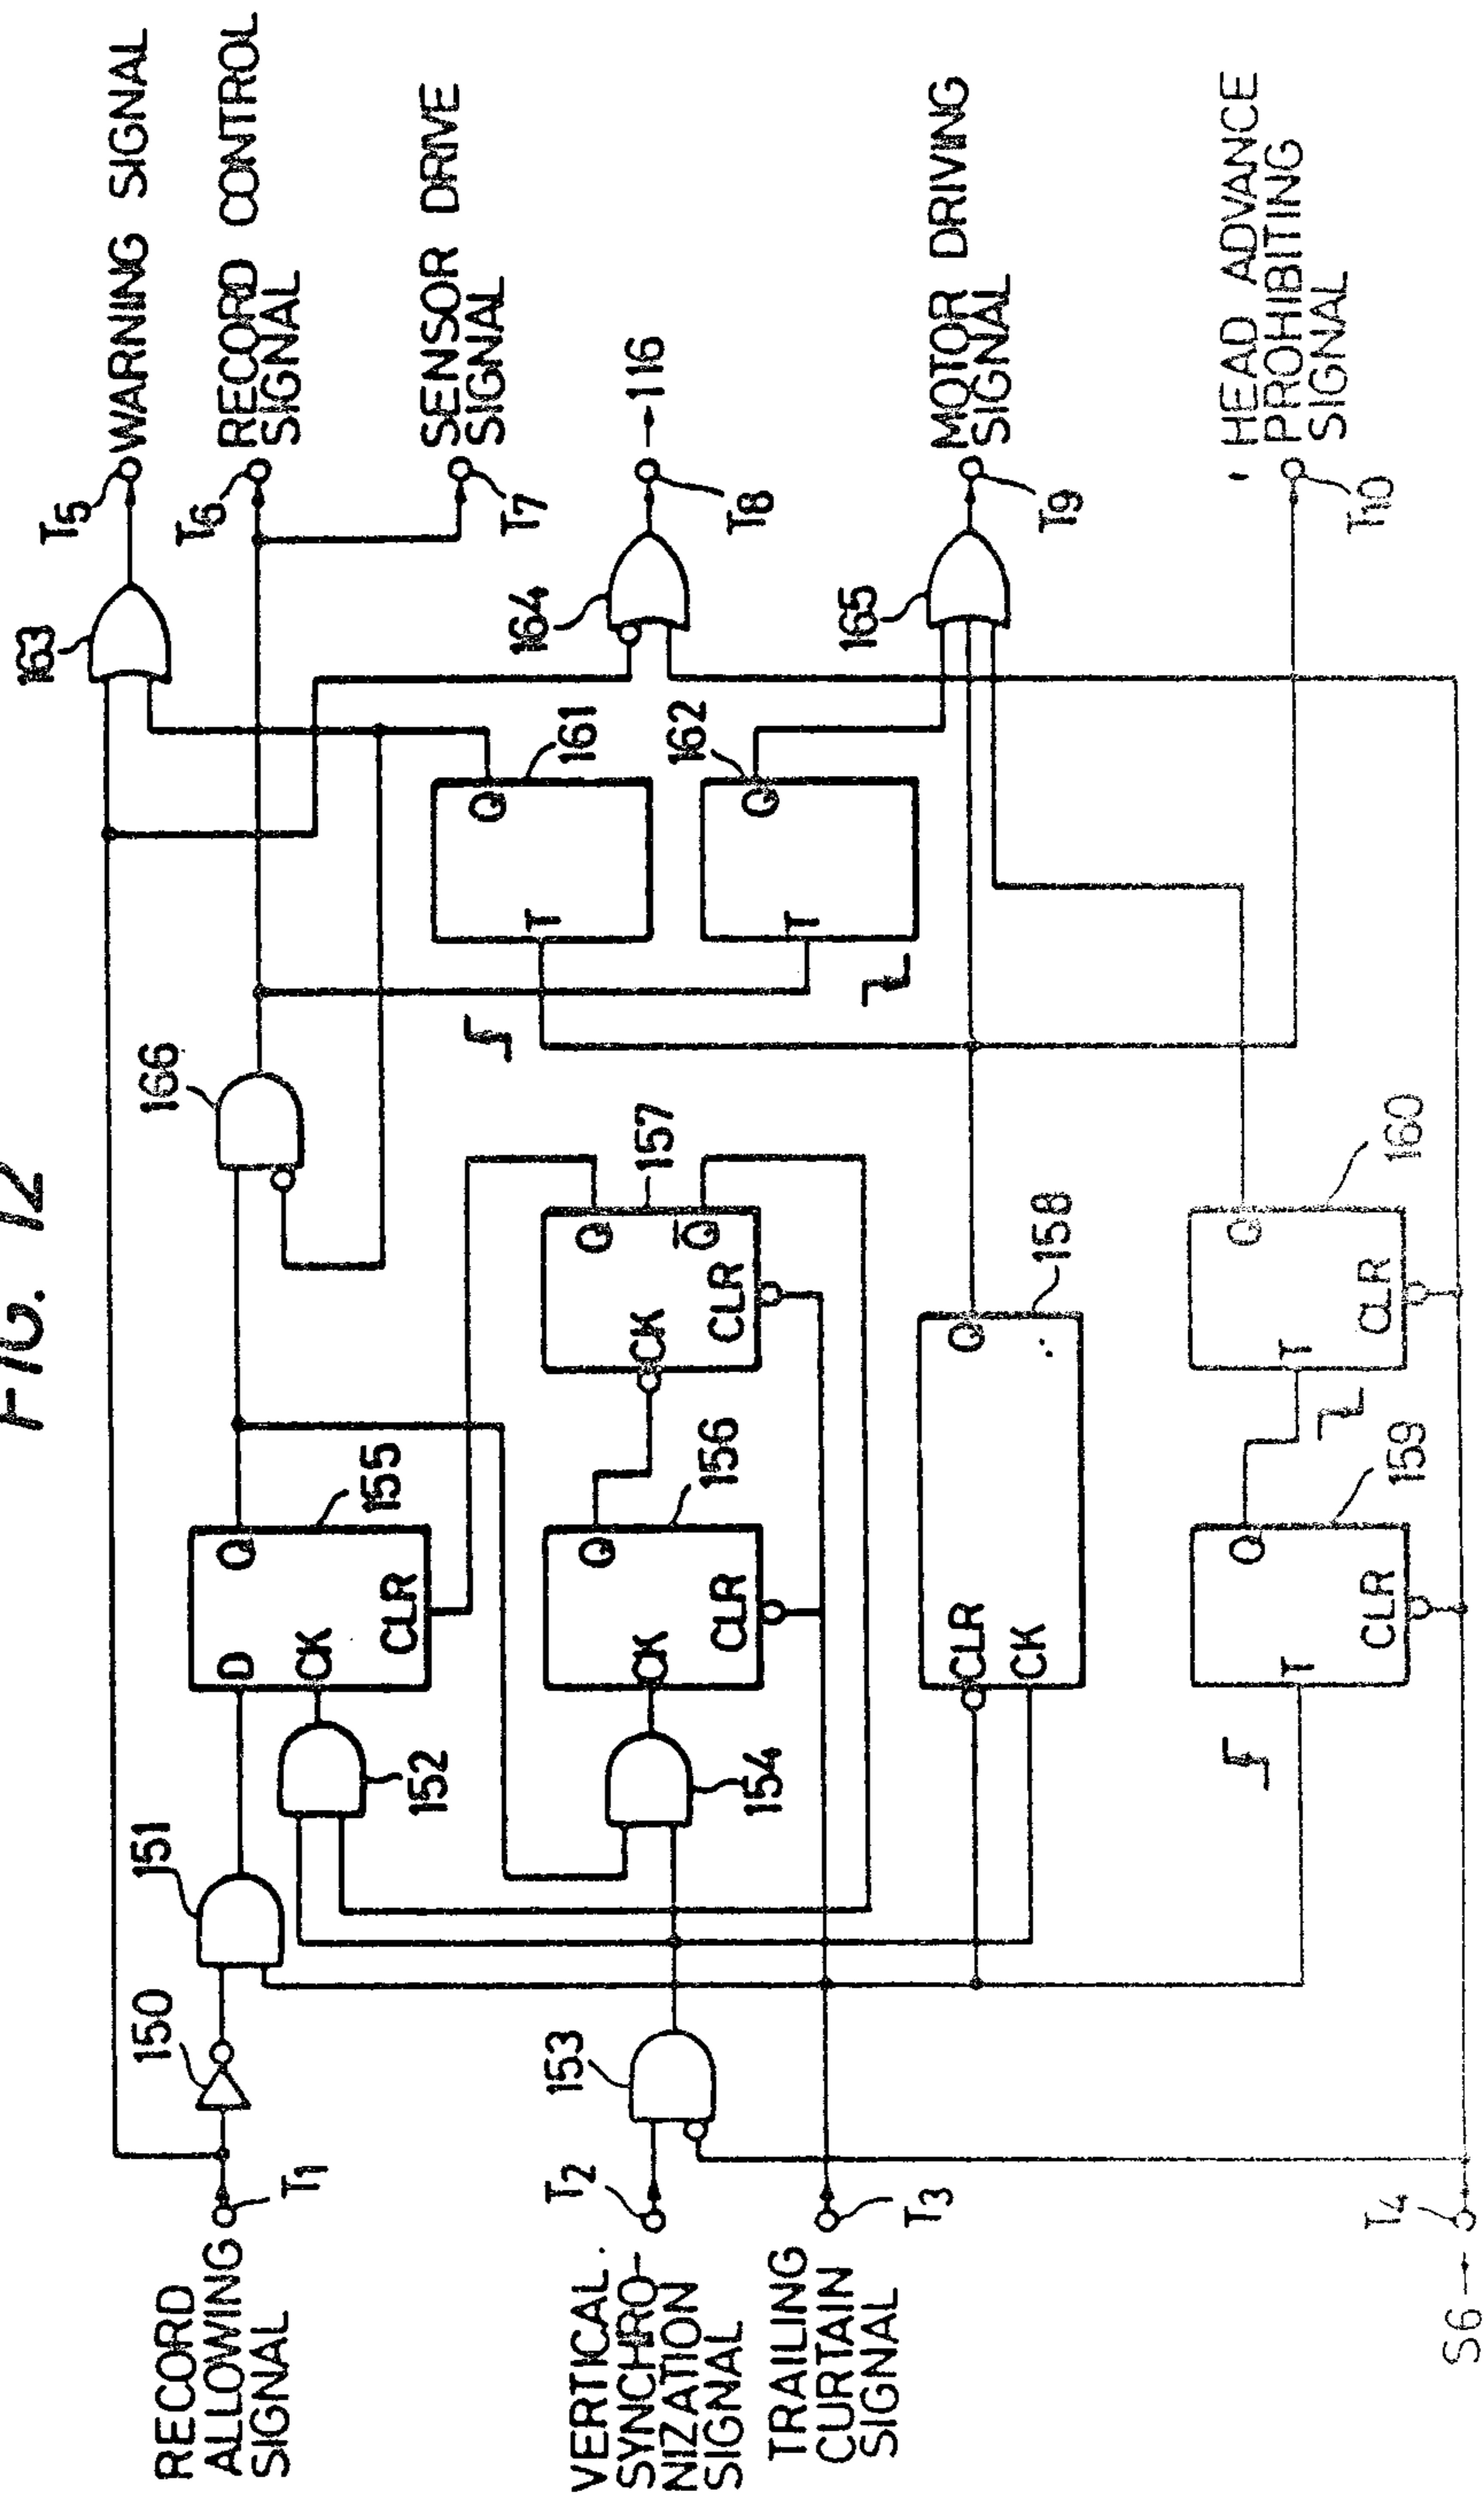 FIG. 12
RECORD
ALLOWING
SIGNAL
T1
150
151
152
D
CK
CLR
Q
155
166
163
T5
WARNING SIGNAL
T6
RECORD CONTROL
SIGNAL
T7
SENSOR DRIVE
SIGNAL
VERTICAL
SYNCHRO-
NIZATION
SIGNAL
T2
153
154
CK
CLR
Q
156
CK
CLR
Q
Q̅
157
T
Q
161
T
Q
162
164
T8
116
TRAILING
CURTAIN
SIGNAL
T3
CLR
CK
Q
158
165
T9
MOTOR DRIVING
SIGNAL
T
CLR
Q
159
T
CLR
Q
160
T10
HEAD ADVANCE
PROHIBITING
SIGNAL
S6
T4